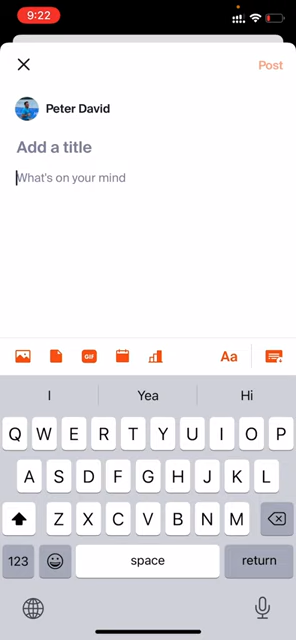 9:22
Post
Peter David
Add a title
What's on your mind
GIF
Aa
I Yea Hi
Q W E R T Y U I O P
A S D F G H J K L
Z X C V B N M
123 space return